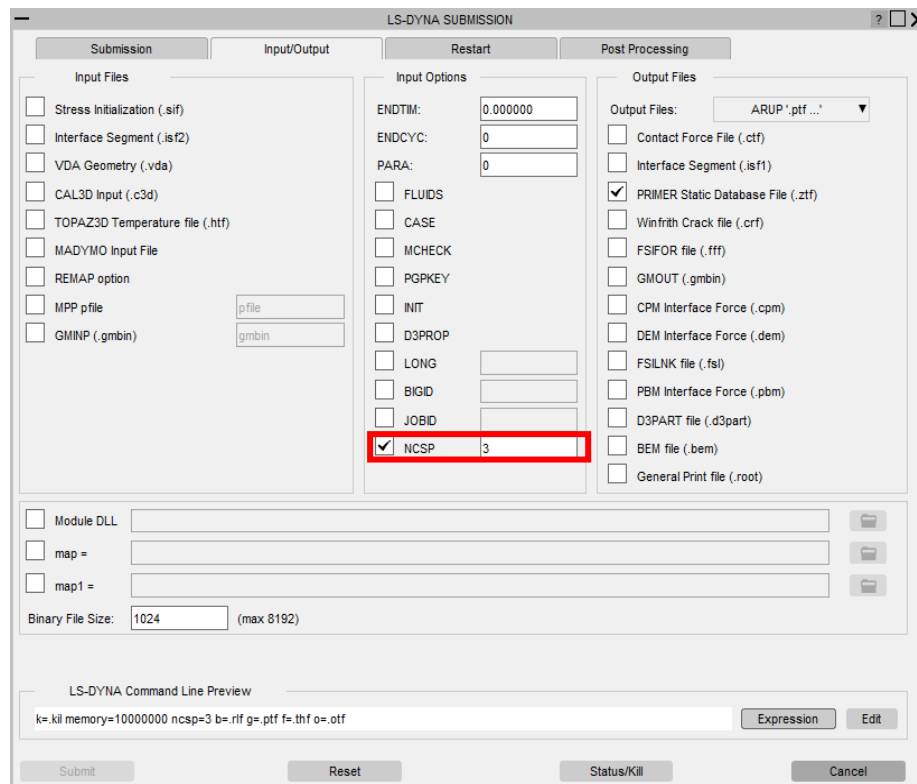 LS-DYNA SUBMISSION
?
Submission
Input/Output
Restart
Post Processing
Input Files
Stress Initialization (.sif)
Interface Segment (.isf2)
VDA Geometry (.vda)
CAL3D Input (.c3d)
TOPAZ3D Temperature file (.htf)
MADYMO Input File
REMAP option
MPP pfile pfile
GMINP (.gmbin) gmbin
Input Options
ENDTIM: 0.000000
ENDCYC: 0
PARA: 0
FLUIDS
CASE
MCHECK
PGPKEY
INIT
D3PROP
LONG
BIGID
JOBID
NCSP 3
Output Files
Output Files: ARUP '.ptf ...'
Contact Force File (.ctf)
Interface Segment (.isf1)
PRIMER Static Database File (.ztf)
Winfrith Crack file (.crf)
FSIFOR file (.fff)
GMOUT (.gmbin)
CPM Interface Force (.cpm)
DEM Interface Force (.dem)
FSILNK file (.fsl)
PBM Interface Force (.pbm)
D3PART file (.d3part)
BEM file (.bem)
General Print file (.root)
Module DLL
map =
map1 =
Binary File Size: 1024 (max 8192)
LS-DYNA Command Line Preview
k=.kil memory=10000000 ncsp=3 b=.rlf g=.ptf f=.thf o=.otf
Expression
Edit
Submit
Reset
Status/Kill
Cancel